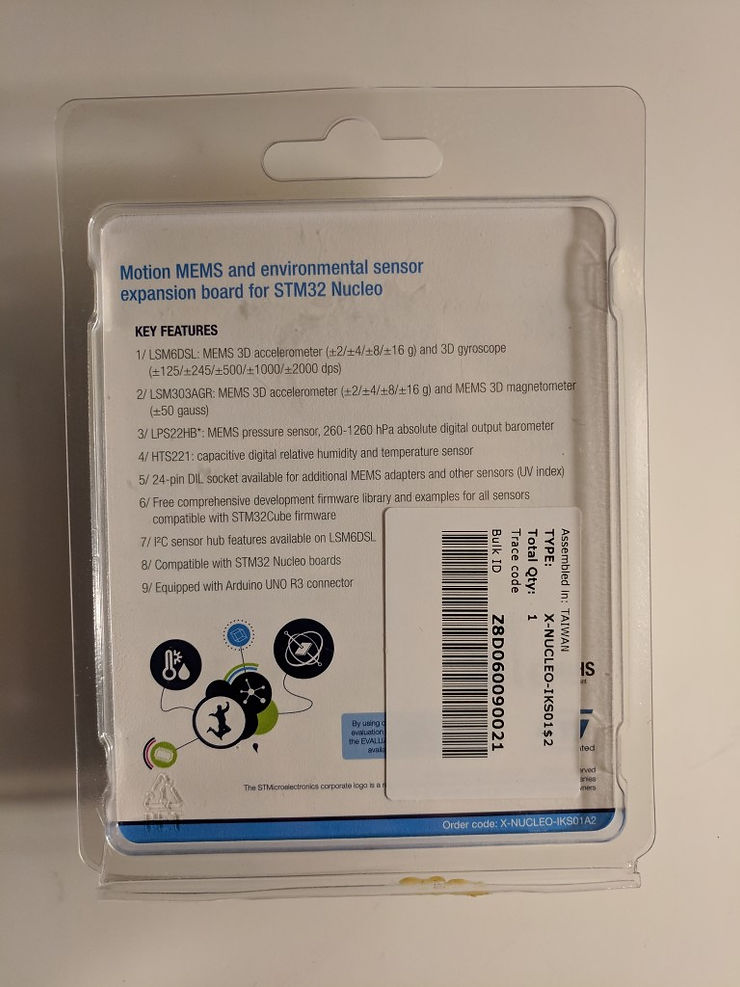 Motion MEMS and environmental sensor
expansion board for STM32 Nucleo
KEY FEATURES
1/ LSM6DSL: MEMS 3D accelerometer (±2/±4/±8/±16 g) and 3D gyroscope
(±125/±245/±500/±1000/±2000 dps)
2/ LSM303AGR: MEMS 3D accelerometer (±2/±4/±8/±16 g) and MEMS 3D magnetometer
(±50 gauss)
3/ LPS22HB*: MEMS pressure sensor, 260-1260 hPa absolute digital output barometer
4/ HTS221: capacitive digital relative humidity and temperature sensor
5/ 24-pin DIL socket available for additional MEMS adapters and other sensors (UV index)
6/ Free comprehensive development firmware library and examples for all sensors
compatible with STM32Cube firmware
7/ I²C sensor hub features available on LSM6DSL
8/ Compatible with STM32 Nucleo boards
9/ Equipped with Arduino UNO R3 connector
Assembled In: TAIWAN
TYPE: X-NUCLEO-IKS01$2
Total Qty: 1
Trace code
Bulk ID Z8D060090021
By using
evaluation
the EVALU
The STMicroelectronics corporate logo is a
Order code: X-NUCLEO-IKS01A2